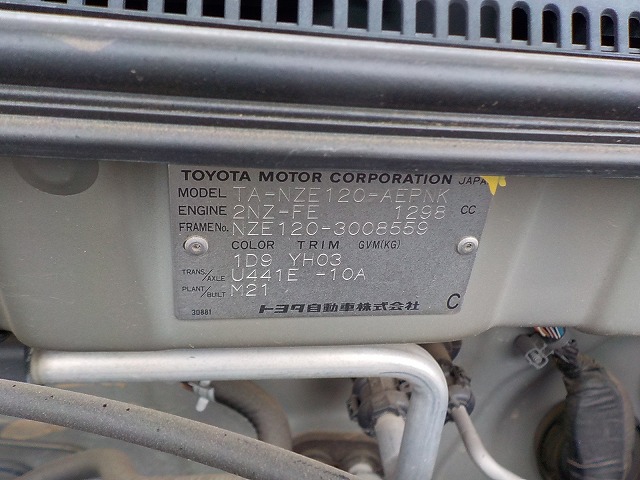 TOYOTA MOTOR CORPORATION JAPAN
MODEL TA-NZE120-AEPNK
ENGINE 2NZ-FE 1298 CC
FRAME No. NZE120-3008559
COLOR TRIM GVM(KG)
C/ 1D9 YH03
TRANS./AXLE U441E -10A
PLANT/BUILT M21
30881 トヨタ自動車株式会社 C